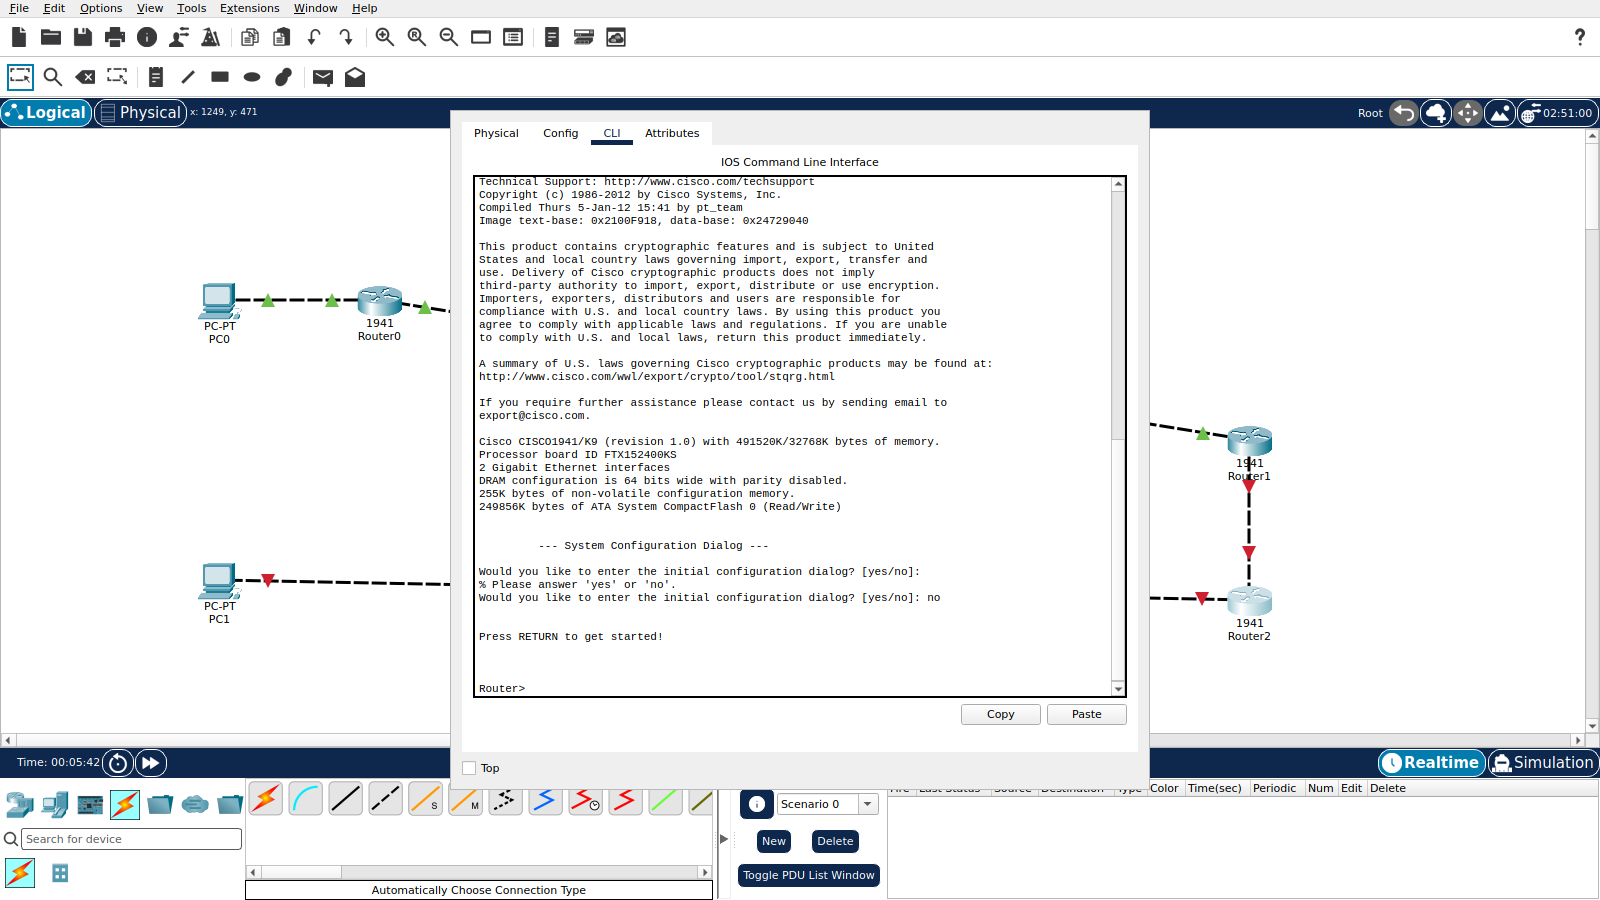 File Edit Options View Tools Extensions Window Help
?
Logical
Physical
x: 1249, y: 471
Root
02:51:00
Physical Config CLI Attributes
IOS Command Line Interface
Technical Support: http://www.cisco.com/techsupport
Copyright (c) 1986-2012 by Cisco Systems, Inc.
Compiled Thurs 5-Jan-12 15:41 by pt_team
Image text-base: 0x2100F918, data-base: 0x24729040
This product contains cryptographic features and is subject to United
States and local country laws governing import, export, transfer and
use. Delivery of Cisco cryptographic products does not imply
third-party authority to import, export, distribute or use encryption.
Importers, exporters, distributors and users are responsible for
compliance with U.S. and local country laws. By using this product you
agree to comply with applicable laws and regulations. If you are unable
to comply with U.S. and local laws, return this product immediately.
A summary of U.S. laws governing Cisco cryptographic products may be found at:
http://www.cisco.com/wwl/export/crypto/tool/stqrg.html
If you require further assistance please contact us by sending email to
export@cisco.com.
Cisco CISCO1941/K9 (revision 1.0) with 491520K/32768K bytes of memory.
Processor board ID FTX152400KS
2 Gigabit Ethernet interfaces
DRAM configuration is 64 bits wide with parity disabled.
255K bytes of non-volatile configuration memory.
249856K bytes of ATA System CompactFlash 0 (Read/Write)
--- System Configuration Dialog ---
Would you like to enter the initial configuration dialog? [yes/no]:
% Please answer 'yes' or 'no'.
Would you like to enter the initial configuration dialog? [yes/no]: no
Press RETURN to get started!
Router>
Copy
Paste
Top
PC-PT
PC0
1941
Router0
PC-PT
PC1
1941
Router1
1941
Router2
Time: 00:05:42
Realtime
Simulation
Search for device
S
M
Automatically Choose Connection Type
Scenario 0
New
Delete
Toggle PDU List Window
Fire Last Status Source Destination Type Color Time(sec) Periodic Num Edit Delete